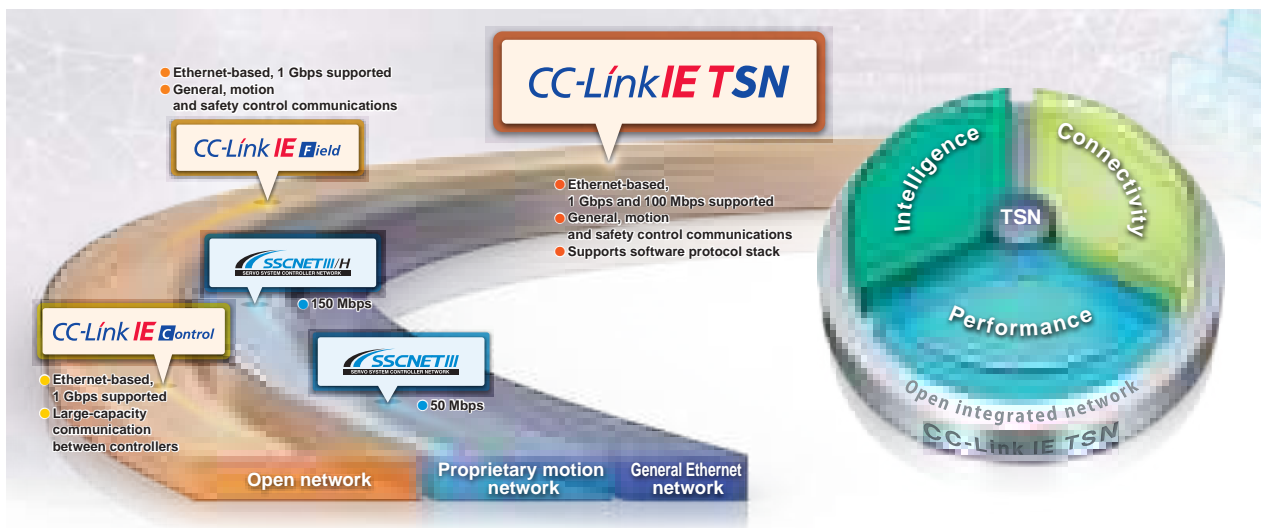 Ethernet-based, 1 Gbps supported
General, motion
and safety control communications
CC-Link IE Field
CC-Link IE TSN
Ethernet-based,
1 Gbps and 100 Mbps supported
General, motion
and safety control communications
Supports software protocol stack
SSCNETIII/H
SERVO SYSTEM CONTROLLER NETWORK
150 Mbps
CC-Link IE Control
Ethernet-based,
1 Gbps supported
Large-capacity
communication
between controllers
SSCNETIII
SERVO SYSTEM CONTROLLER NETWORK
50 Mbps
Open network
Proprietary motion
network
General Ethernet
network
Intelligence
Connectivity
TSN
Performance
Open integrated network
CC-Link IE TSN